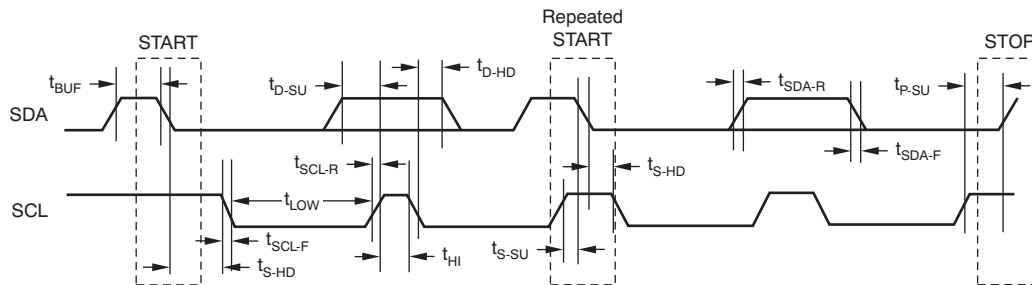 Repeated
START
START
STOP
tBUF
tD-SU
tD-HD
tSDA-R
tP-SU
SDA
tSCL-R
tS-HD
tSDA-F
tLOW
SCL
tSCL-F
tS-HD
tHI
tS-SU